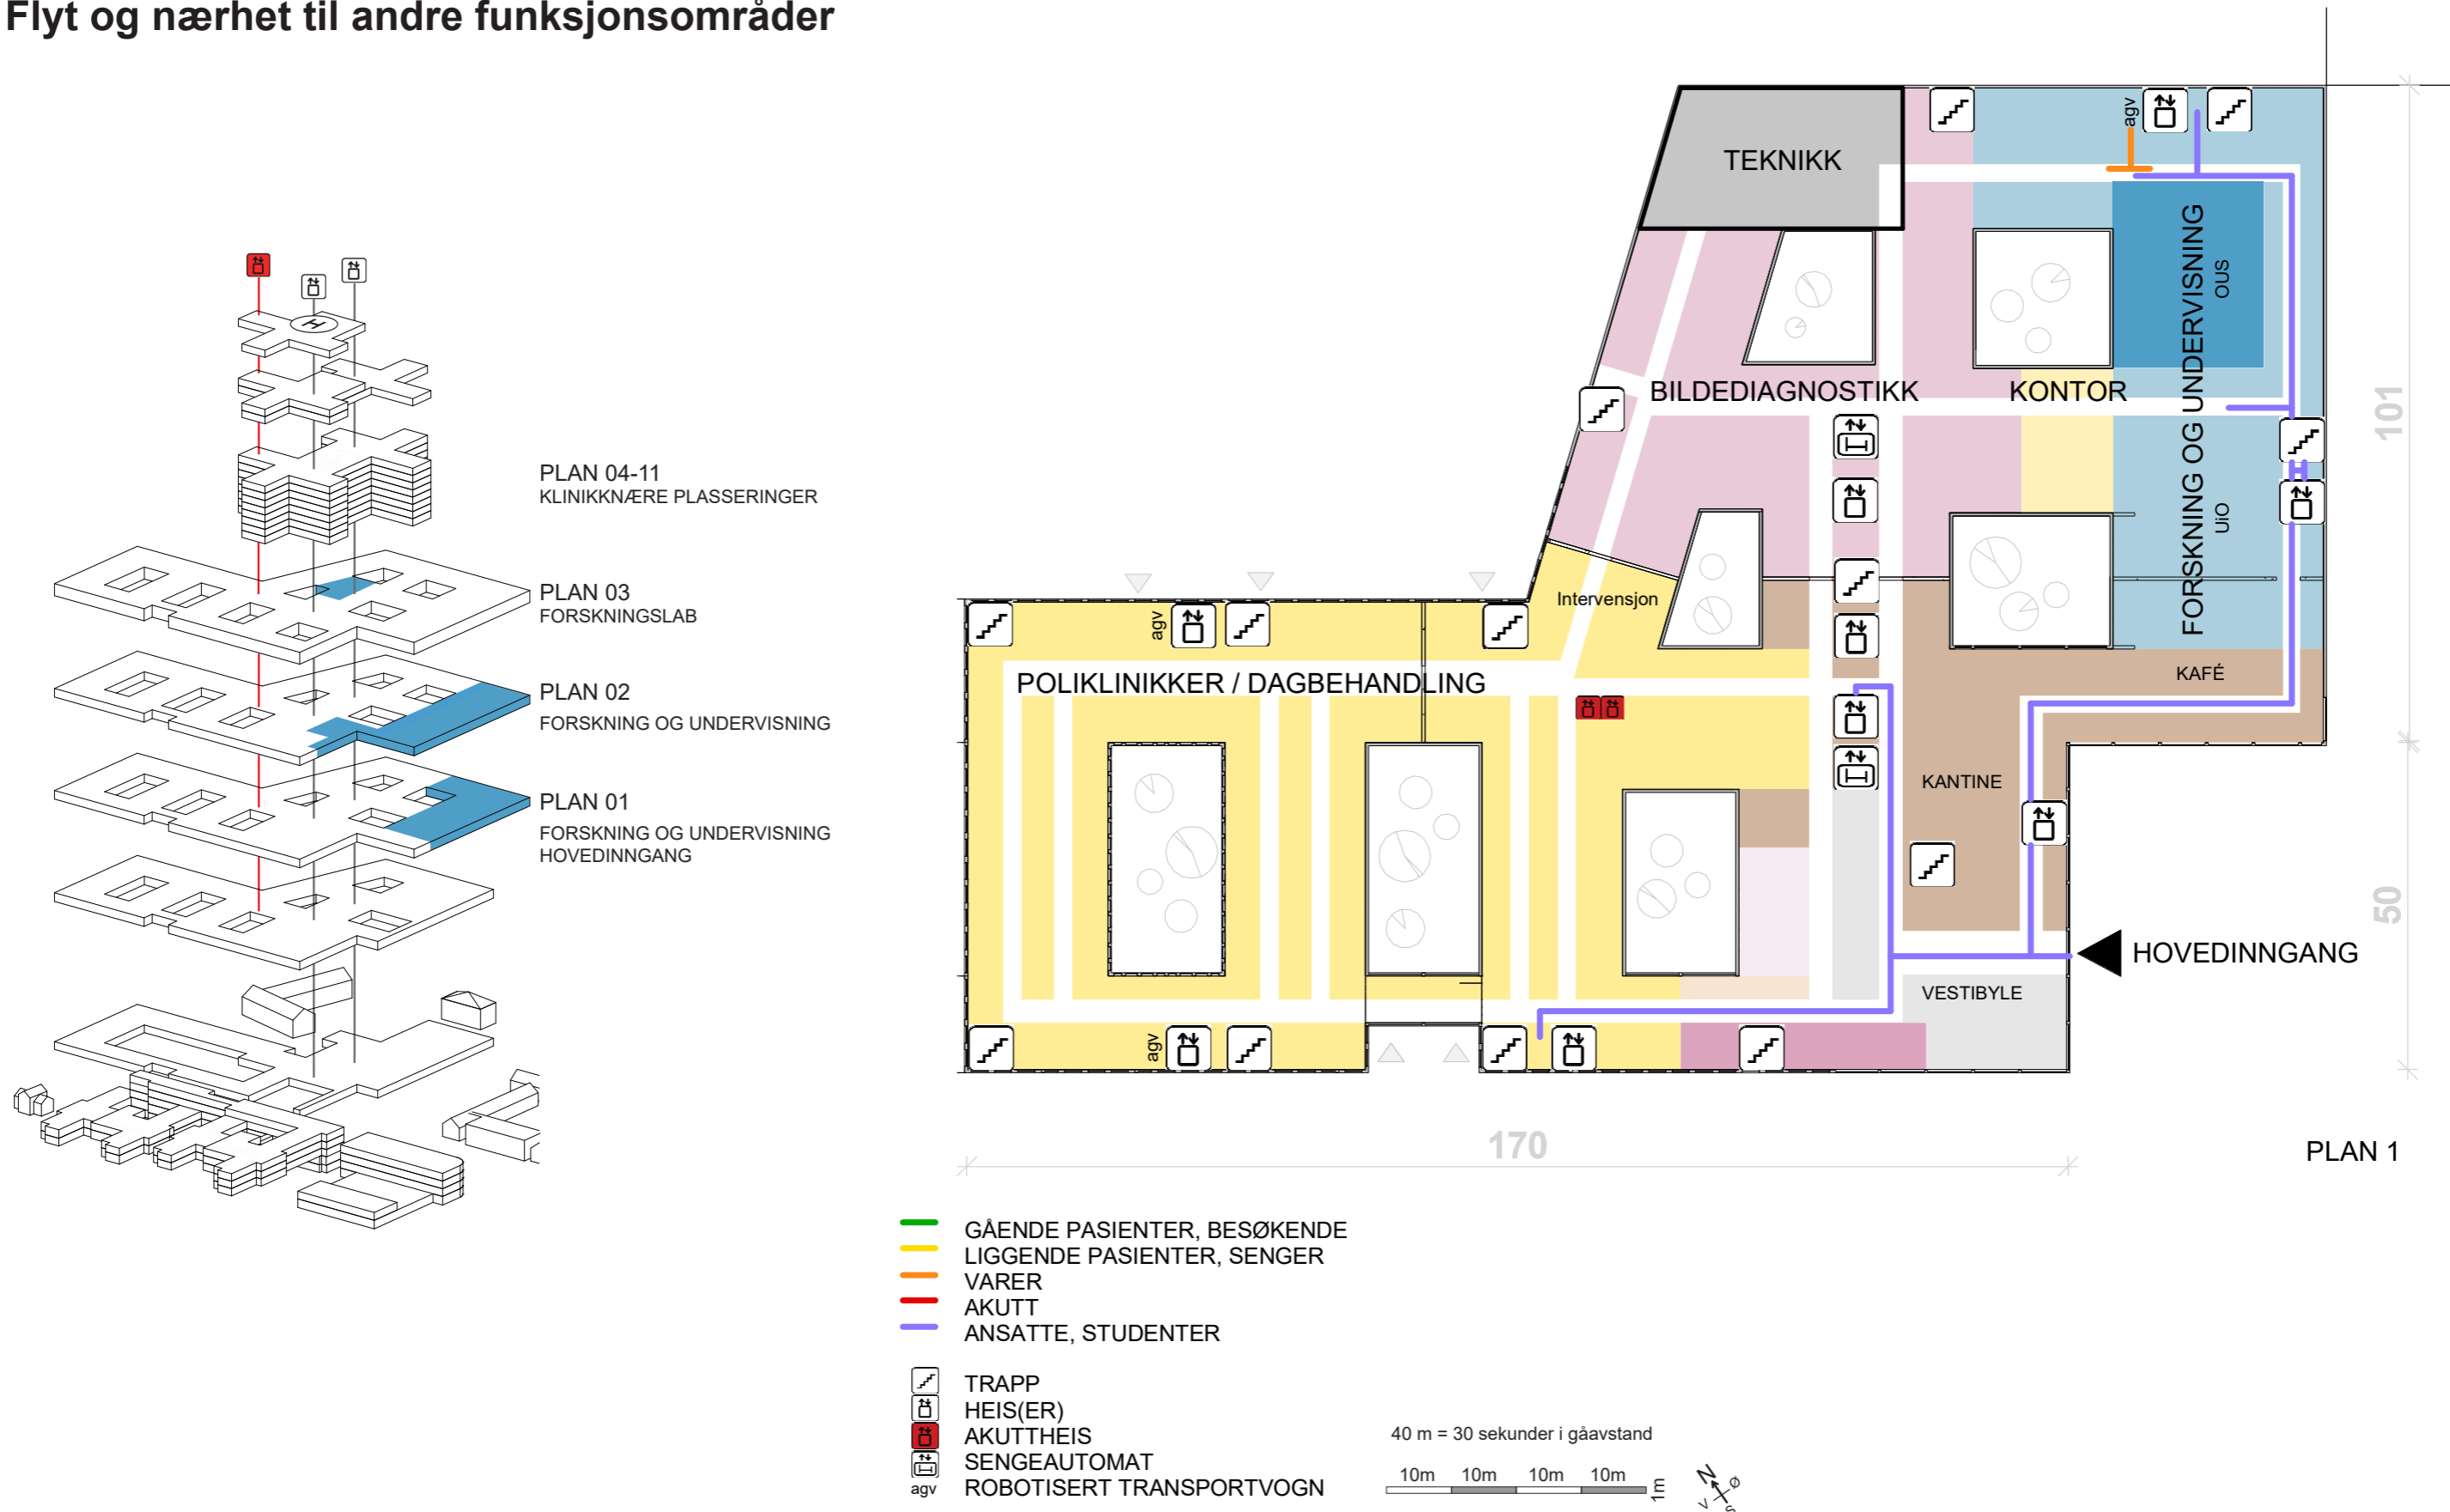 Flyt og nærhet til andre funksjonsområder
PLAN 04-11
KLINIKKNÆRE PLASSERINGER
PLAN 03
FORSKNINGSLAB
PLAN 02
FORSKNING OG UNDERVISNING
PLAN 01
FORSKNING OG UNDERVISNING
HOVEDINNGANG
H
TEKNIKK
agv
BILDEDIAGNOSTIKK
KONTOR
FORSKNING OG UNDERVISNING
OUS
UiO
101
Intervensjon
agv
POLIKLINIKKER / DAGBEHANDLING
KAFÉ
KANTINE
50
HOVEDINNGANG
VESTIBYLE
agv
170
PLAN 1
GÅENDE PASIENTER, BESØKENDE
LIGGENDE PASIENTER, SENGER
VARER
AKUTT
ANSATTE, STUDENTER
TRAPP
HEIS(ER)
AKUTTHEIS
SENGEAUTOMAT
agv ROBOTISERT TRANSPORTVOGN
40 m = 30 sekunder i gåavstand
10m 10m 10m 10m
1m
N
Ø
V
S